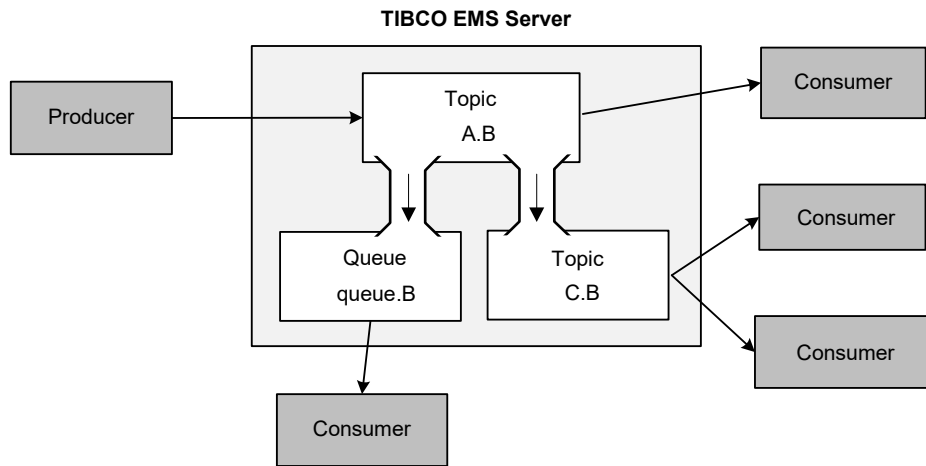 TIBCO EMS Server
Producer
Topic
A.B
Consumer
Consumer
Queue
queue.B
Topic
C.B
Consumer
Consumer